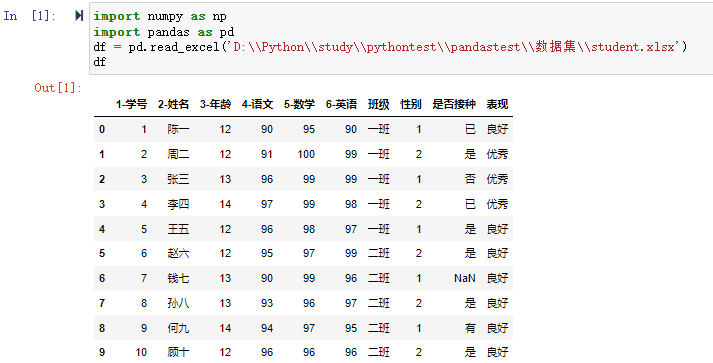 In [1]:
import numpy as np
import pandas as pd
df = pd.read_excel('D:\\Python\\study\\pythontest\\pandastest\\数据集\\student.xlsx')
df
Out[1]:
1-学号 2-姓名 3-年龄 4-语文 5-数学 6-英语 班级 性别 是否接种 表现
0 1 陈一 12 90 95 90 一班 1 已 良好
1 2 周二 12 91 100 99 一班 2 是 优秀
2 3 张三 13 96 99 99 一班 1 否 优秀
3 4 李四 14 97 99 98 一班 2 已 优秀
4 5 王五 12 96 98 97 一班 1 是 良好
5 6 赵六 12 95 97 99 二班 2 是 良好
6 7 钱七 13 90 99 96 二班 1 NaN 良好
7 8 孙八 13 93 96 97 二班 2 是 良好
8 9 何九 14 94 97 95 二班 1 有 良好
9 10 顾十 12 96 96 96 二班 2 是 良好